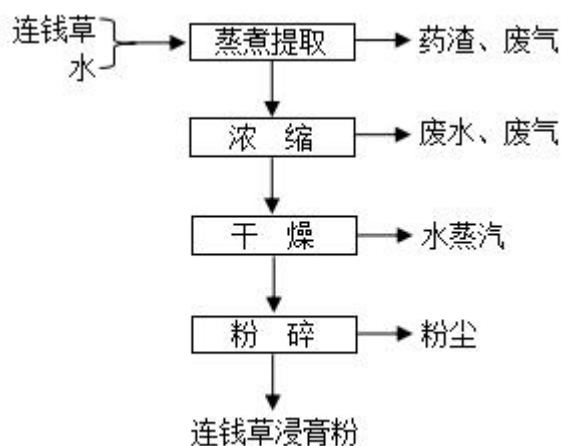 连钱草
水
蒸煮提取
药渣、废气
浓 缩
废水、废气
干 燥
水蒸汽
粉 碎
粉尘
连钱草浸膏粉